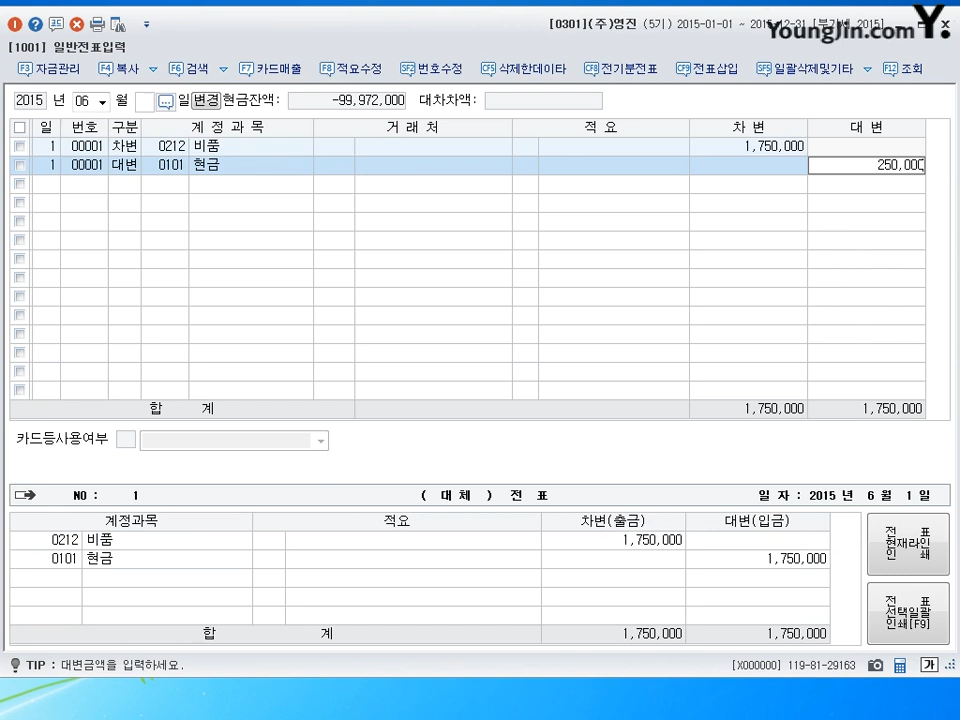 [0301](주)영진 (5기) 2015-01-01 ~ 2015-12-31 [부가세 2015]
YoungJin.com Y.
[1001] 일반전표입력
F3 자금관리 F4 복사 F6 검색 F7 카드매출 F8 적요수정 SF2 번호수정 CF5 삭제한데이타 CF8 전기분전표 CF9 전표삽입 SF5 일괄삭제및기타 F12 조회
2015 년 06 월 일 변경 현금잔액: -99,972,000 대차차액:
일 번호 구분 계 정 과 목 거 래 처 적 요 차 변 대 변
1 00001 차변 0212 비품 1,750,000
1 00001 대변 0101 현금 250,000
합 계 1,750,000 1,750,000
카드등사용여부
NO : 1 ( 대 체 ) 전 표 일 자 : 2015 년 6 월 1 일
계정과목 적요 차변(출금) 대변(입금)
0212 비품 1,750,000
0101 현금 1,750,000
합 계 1,750,000 1,750,000
전 표
현재라인
인 쇄
전 표
선택일괄
인쇄[F9]
TIP : 대변금액을 입력하세요. [X000000] 119-81-29163 가